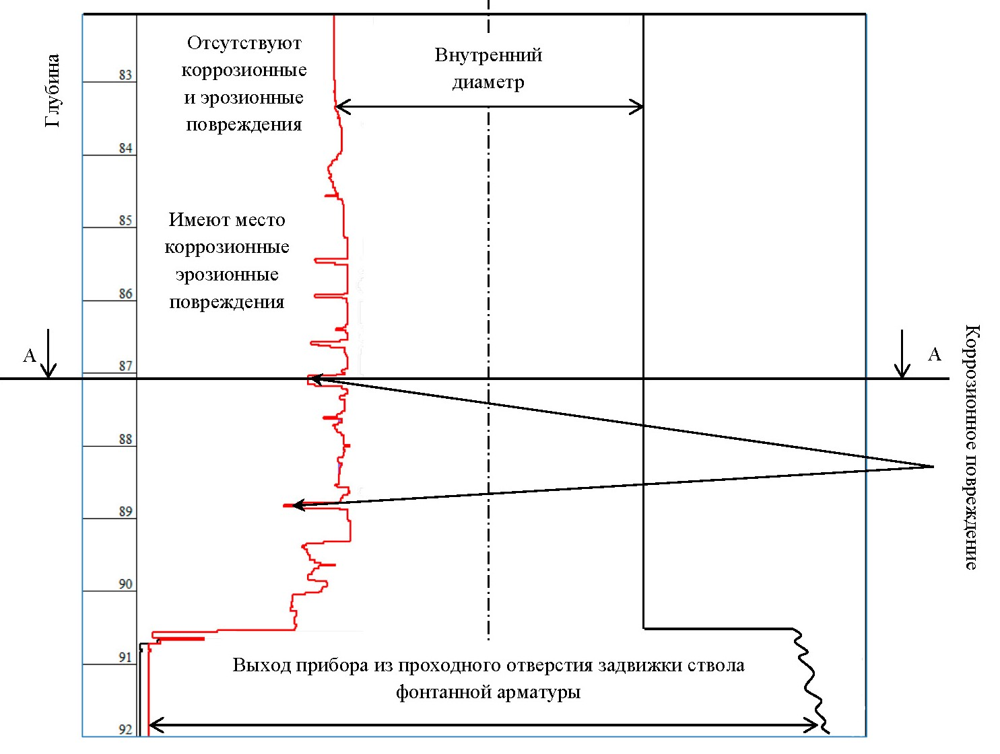 Глубина
Отсутствуют
коррозионные
и эрозионные
повреждения
Внутренний
диаметр
83
84
85
Имеют место
коррозионные
эрозионные
повреждения
86
А
А
87
Коррозионное повреждение
88
89
90
91
Выход прибора из проходного отверстия задвижки ствола
фонтанной арматуры
92